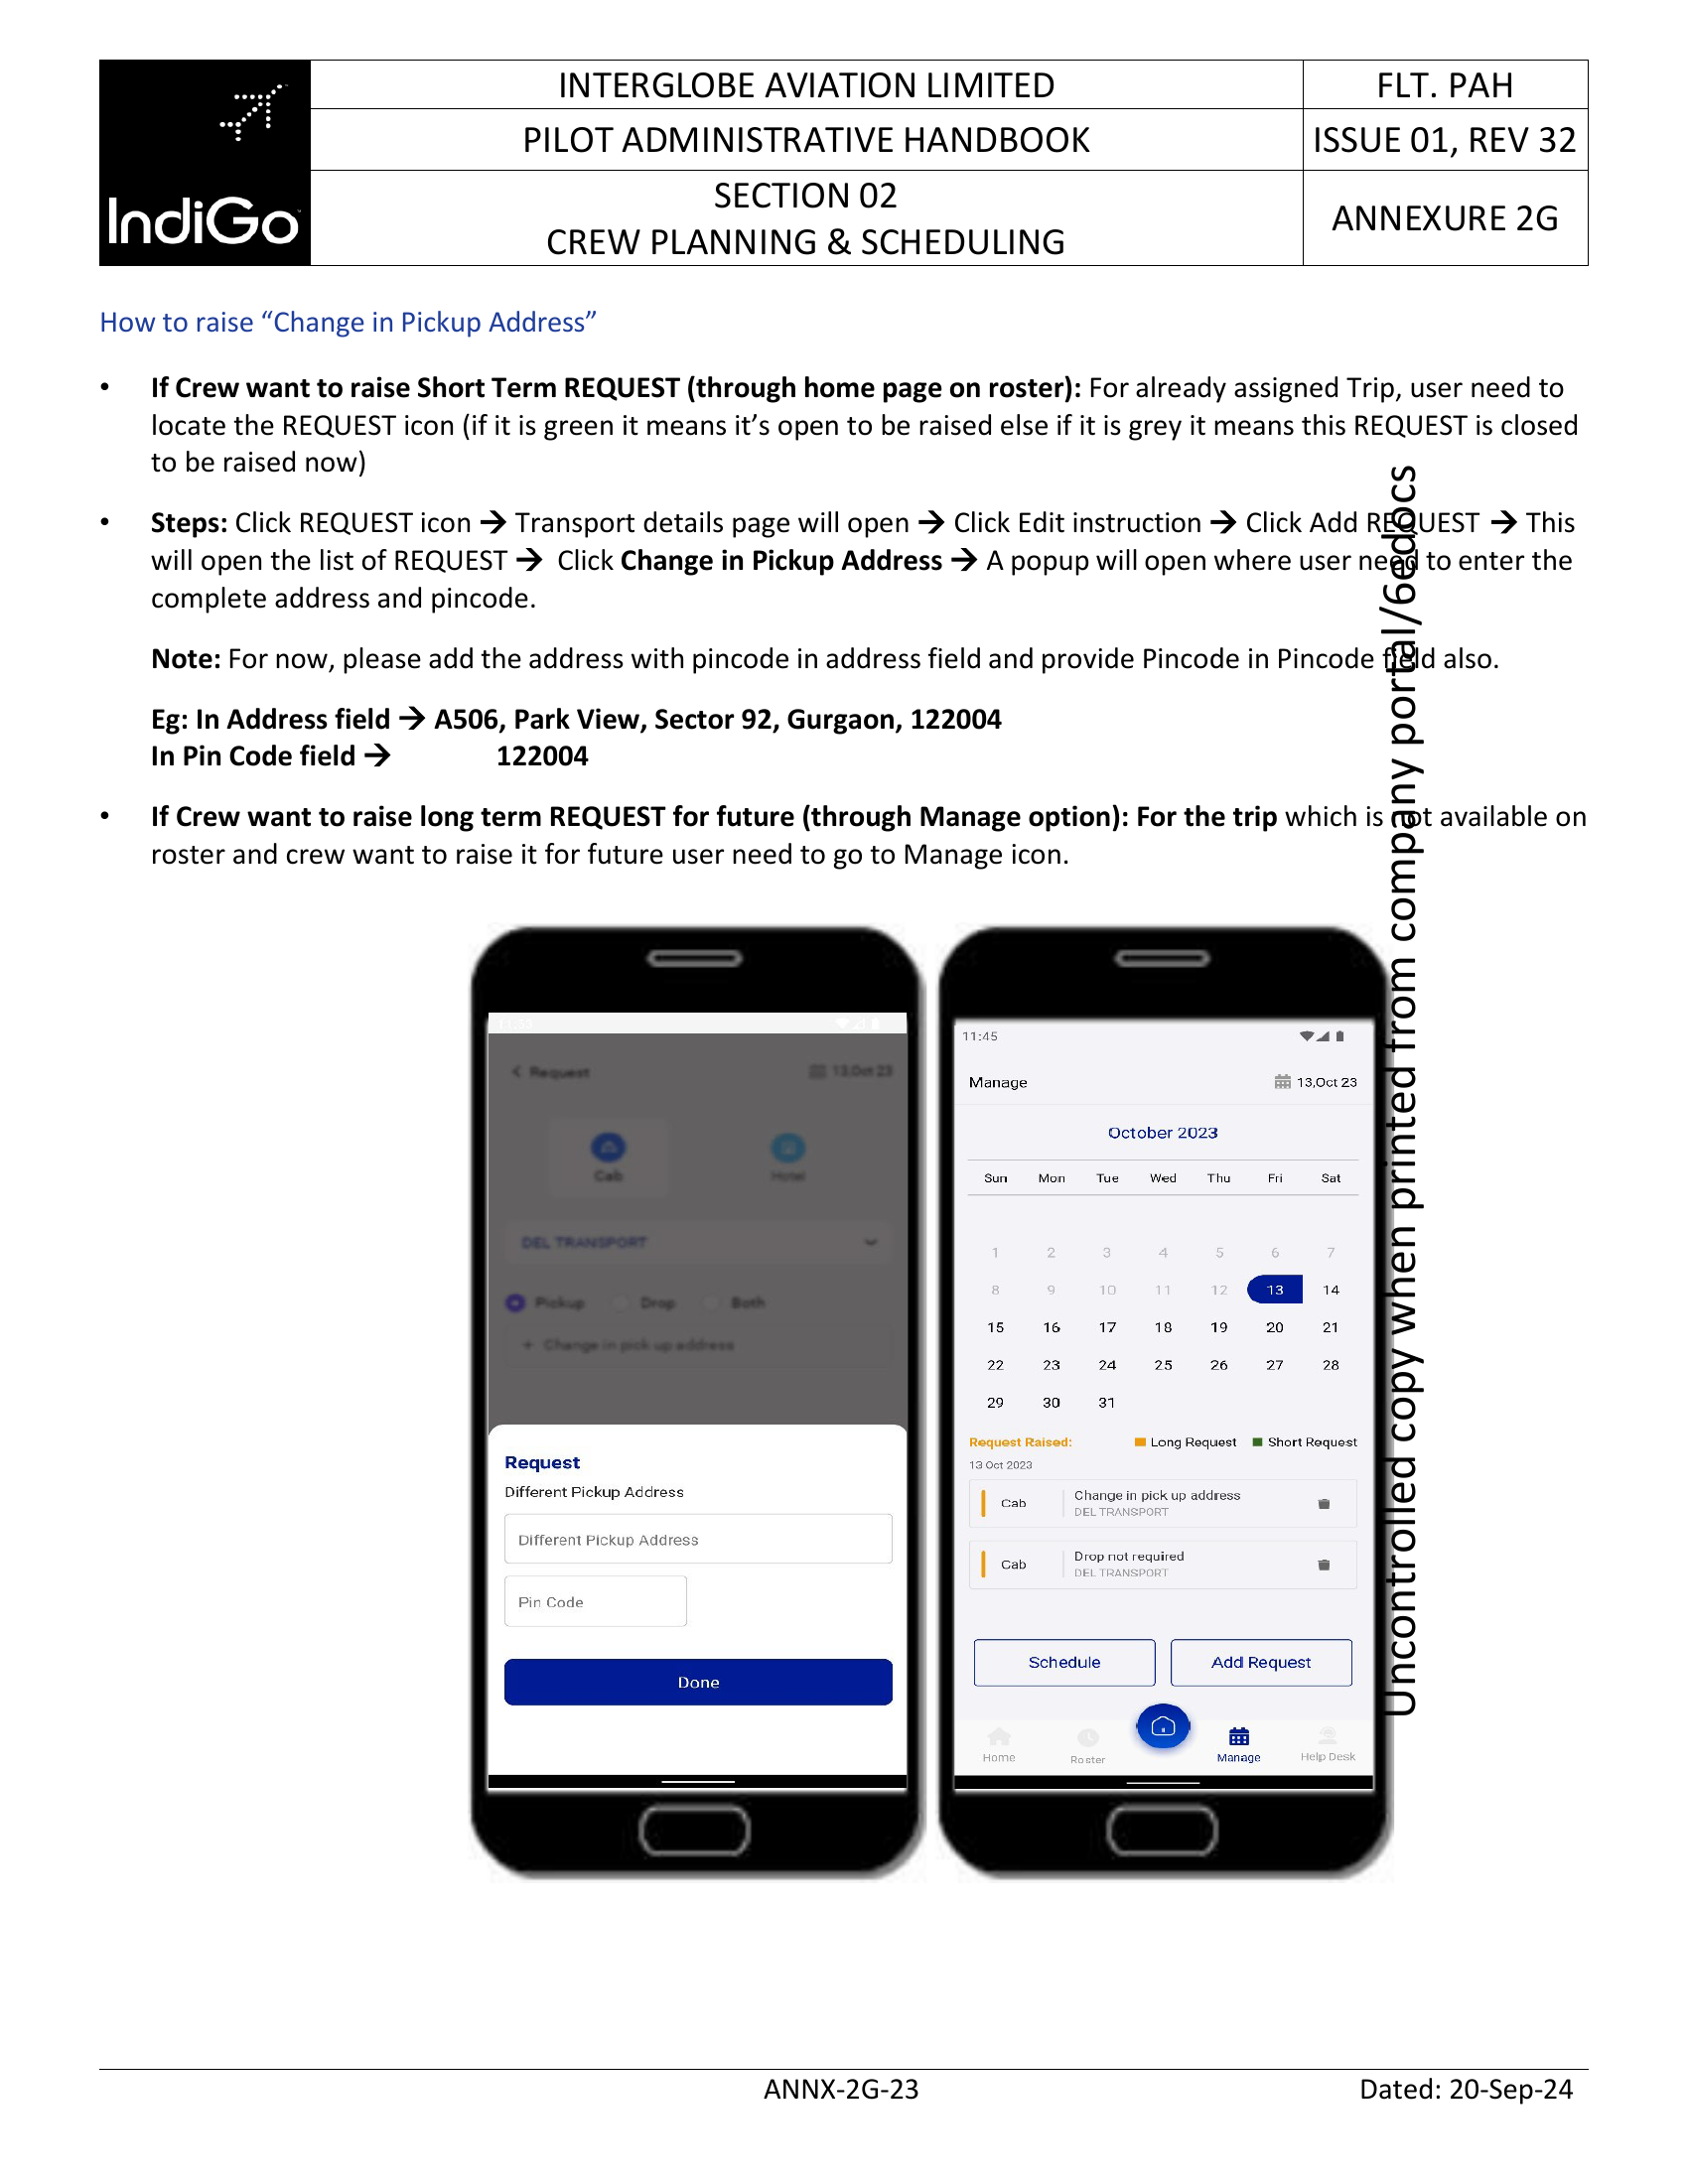 IndiGo
INTERGLOBE AVIATION LIMITED
FLT. PAH
PILOT ADMINISTRATIVE HANDBOOK
ISSUE 01, REV 32
SECTION 02
CREW PLANNING & SCHEDULING
ANNEXURE 2G
How to raise “Change in Pickup Address”
• If Crew want to raise Short Term REQUEST (through home page on roster): For already assigned Trip, user need to
locate the REQUEST icon (if it is green it means it’s open to be raised else if it is grey it means this REQUEST is closed
to be raised now)
• Steps: Click REQUEST icon → Transport details page will open → Click Edit instruction → Click Add REQUEST → This
will open the list of REQUEST → Click Change in Pickup Address → A popup will open where user need to enter the
complete address and pincode.
Note: For now, please add the address with pincode in address field and provide Pincode in Pincode field also.
Eg: In Address field → A506, Park View, Sector 92, Gurgaon, 122004
In Pin Code field → 122004
• If Crew want to raise long term REQUEST for future (through Manage option): For the trip which is not available on
roster and crew want to raise it for future user need to go to Manage icon.
< Request 13,Oct 23
Cab Hotel
DEL TRANSPORT
Pickup Drop Both
+ Change in pick up address
Request
Different Pickup Address
Different Pickup Address
Pin Code
Done
11:45
Manage 13,Oct 23
October 2023
Sun Mon Tue Wed Thu Fri Sat
1 2 3 4 5 6 7
8 9 10 11 12 13 14
15 16 17 18 19 20 21
22 23 24 25 26 27 28
29 30 31
Request Raised: Long Request Short Request
13 Oct 2023
Cab Change in pick up address
DEL TRANSPORT
Cab Drop not required
DEL TRANSPORT
Schedule Add Request
Home Roster Manage Help Desk
Uncontrolled copy when printed from company portal/6edocs
ANNX-2G-23
Dated: 20-Sep-24